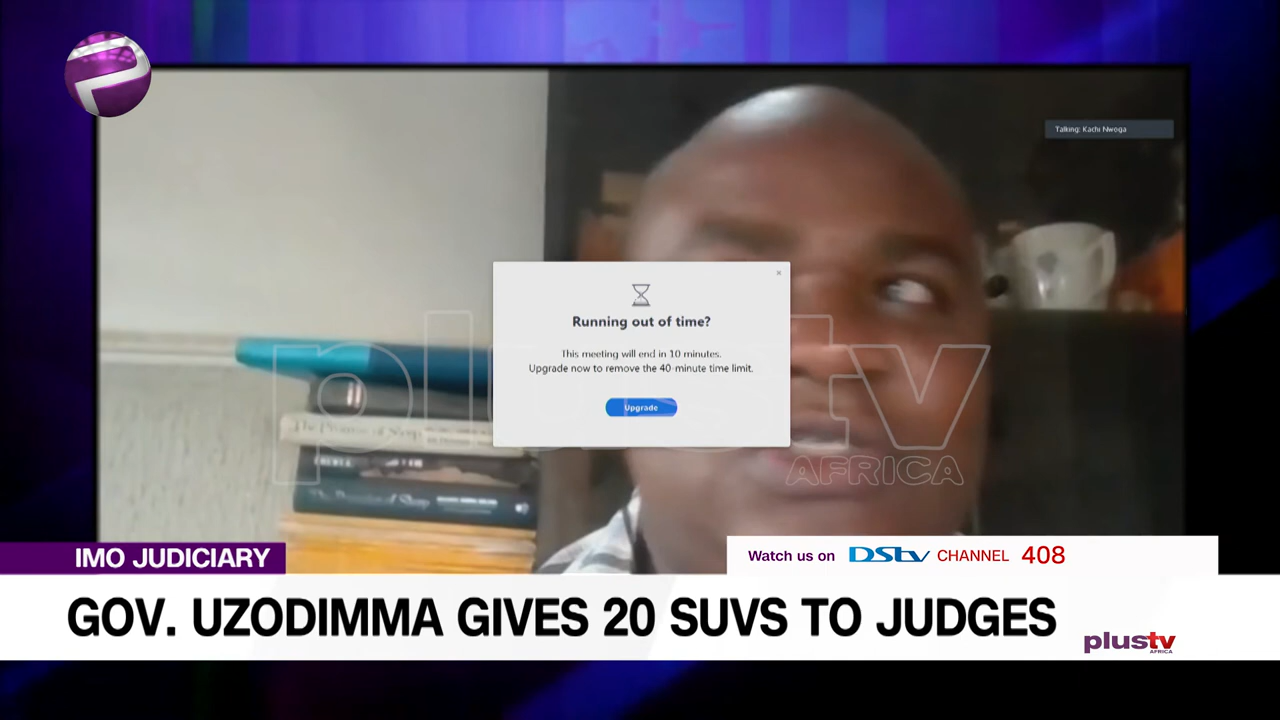 Talking: Kachi Nwoga
Running out of time?
This meeting will end in 10 minutes.
Upgrade now to remove the 40-minute time limit.
Upgrade
plustv
AFRICA
IMO JUDICIARY
Watch us on DStv CHANNEL 408
GOV. UZODIMMA GIVES 20 SUVS TO JUDGES
plustv
AFRICA